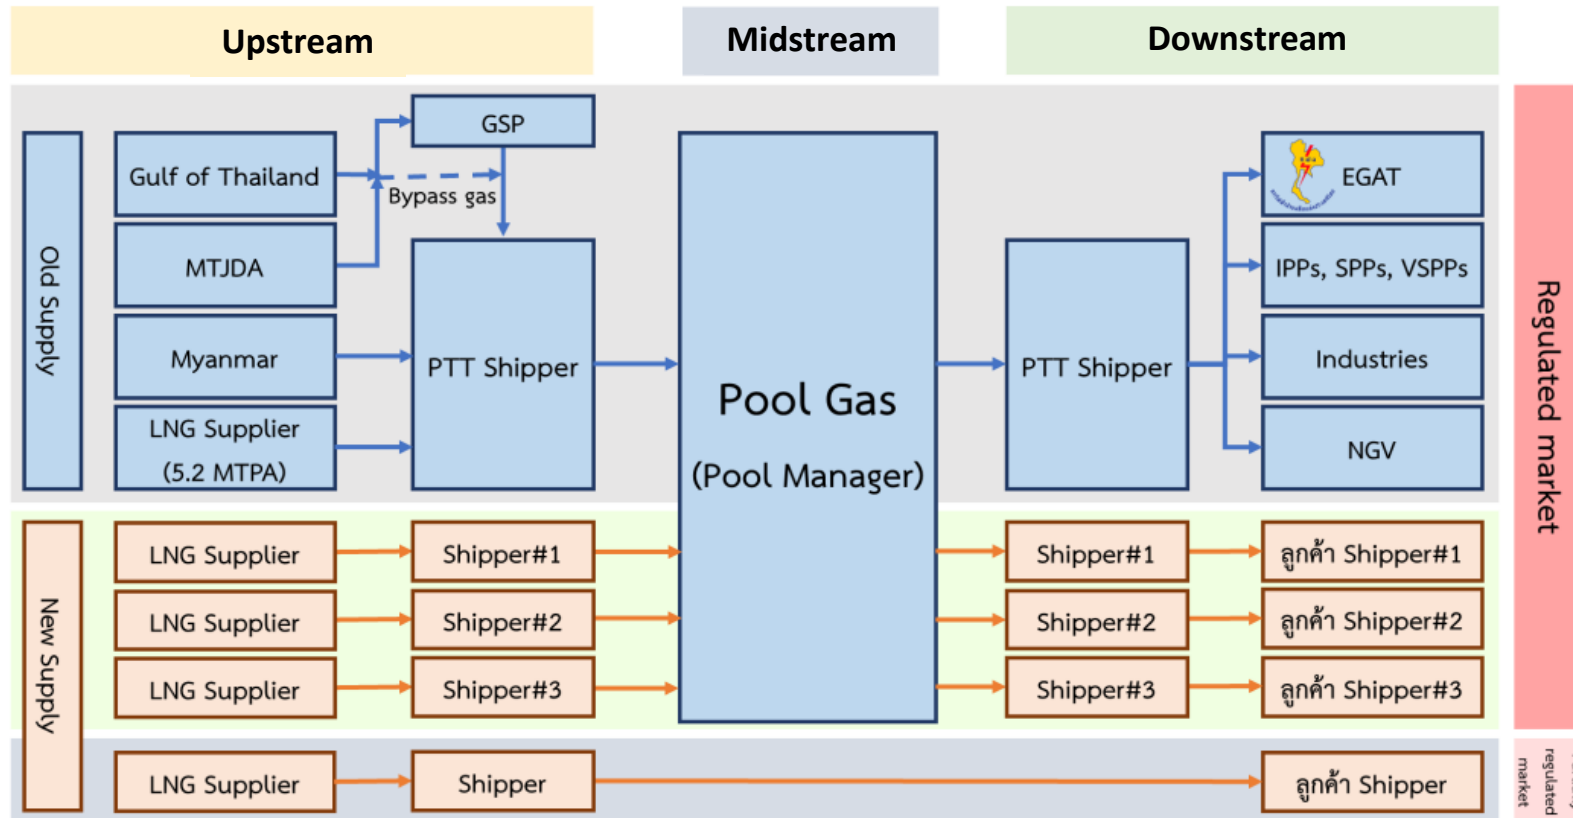 Upstream
Midstream
Downstream
Old Supply
Gulf of Thailand
MTJDA
Myanmar
LNG Supplier
(5.2 MTPA)
GSP
Bypass gas
PTT Shipper
Pool Gas
(Pool Manager)
PTT Shipper
EGAT
IPPs, SPPs, VSPPs
Industries
NGV
Regulated market
New Supply
LNG Supplier
Shipper#1
Shipper#1
ลูกค้า Shipper#1
LNG Supplier
Shipper#2
Shipper#2
ลูกค้า Shipper#2
LNG Supplier
Shipper#3
Shipper#3
ลูกค้า Shipper#3
LNG Supplier
Shipper
ลูกค้า Shipper
regulated
market